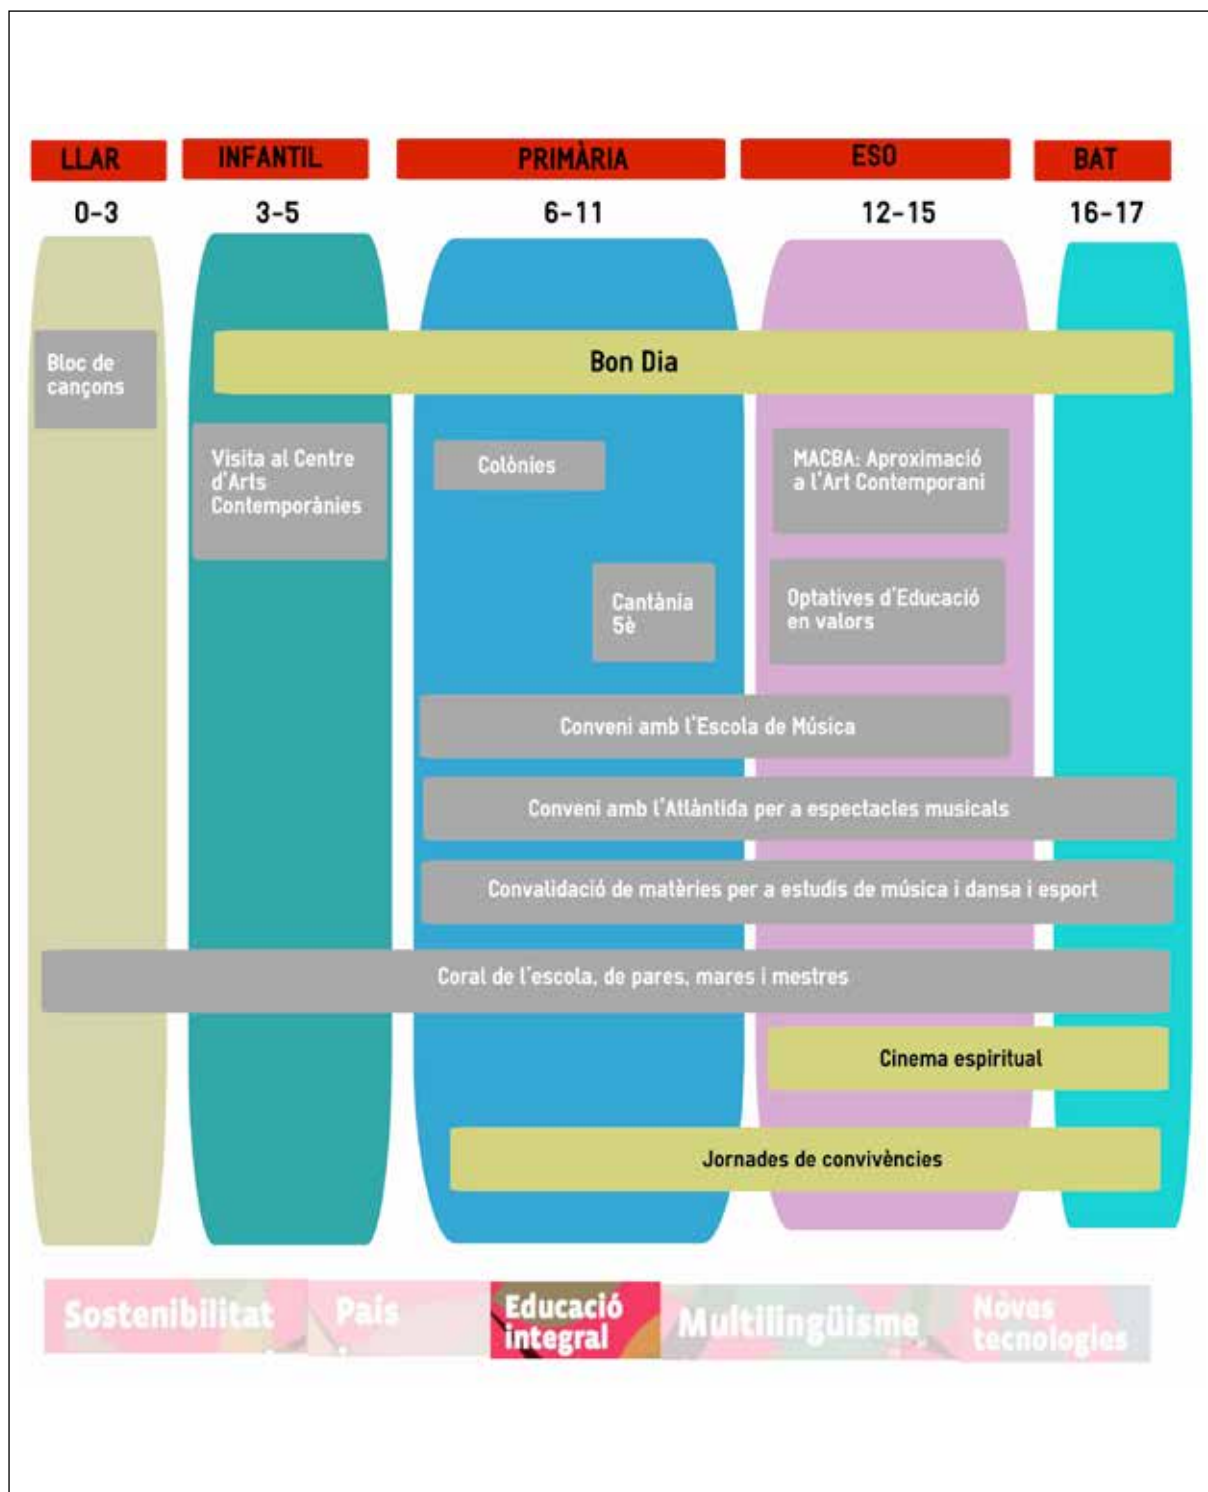 LLAR
INFANTIL
PRIMÀRIA
ESO
BAT
0-3
3-5
6-11
12-15
16-17
Bloc de
cançons
Bon Dia
Visita al Centre
d'Arts
Contemporànies
Colònies
MACBA: Aproximació
a l'Art Contemporani
Cantània
5è
Optatives d'Educació
en valors
Conveni amb l'Escola de Música
Conveni amb l'Atlàntida per a espectacles musicals
Convalidació de matèries per a estudis de música i dansa i esport
Coral de l'escola, de pares, mares i mestres
Cinema espiritual
Jornades de convivències
Sostenibilitat
País
Educació
integral
Multilingüisme
Nòves
tecnologies